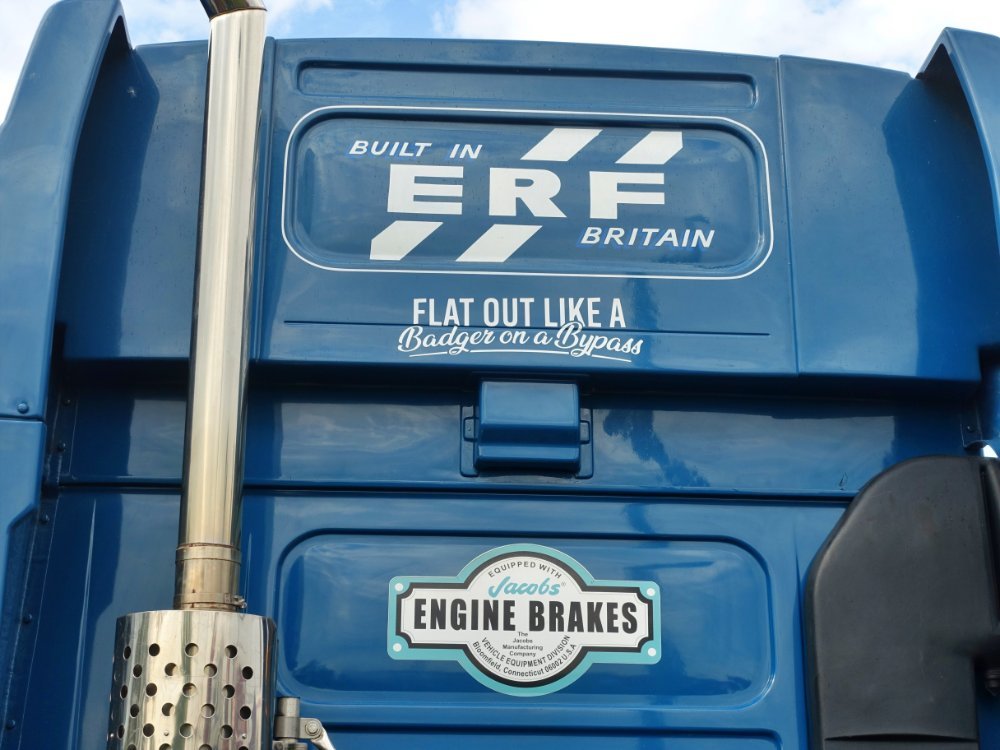 BUILT IN
ERF
BRITAIN
FLAT OUT LIKE A
Badger on a Bypass
EQUIPPED WITH
Jacobs®
ENGINE BRAKES
The
Jacobs
Manufacturing
Company
VEHICLE EQUIPMENT DIVISION
Bloomfield, Connecticut 06002 U.S.A